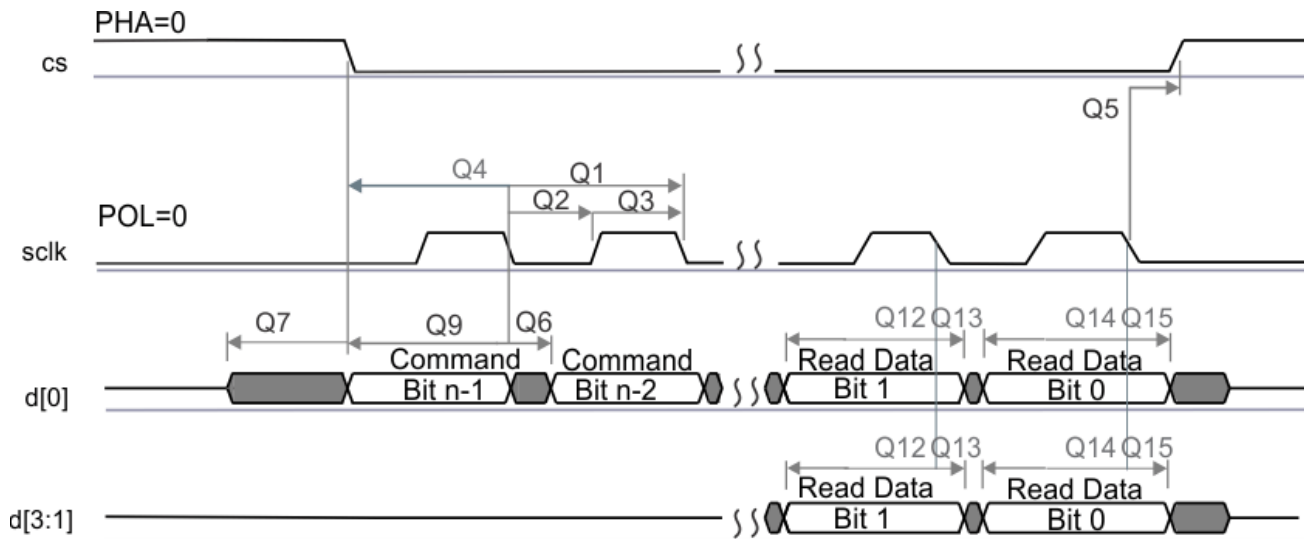 PHA=0
cs
Q5
Q4 Q1
Q2 Q3
POL=0
sclk
Q7 Q9 Q6 Q12 Q13 Q14 Q15
Command Command Read Data Read Data
d[0] Bit n-1 Bit n-2 Bit 1 Bit 0
Q12 Q13 Q14 Q15
Read Data Read Data
d[3:1] Bit 1 Bit 0